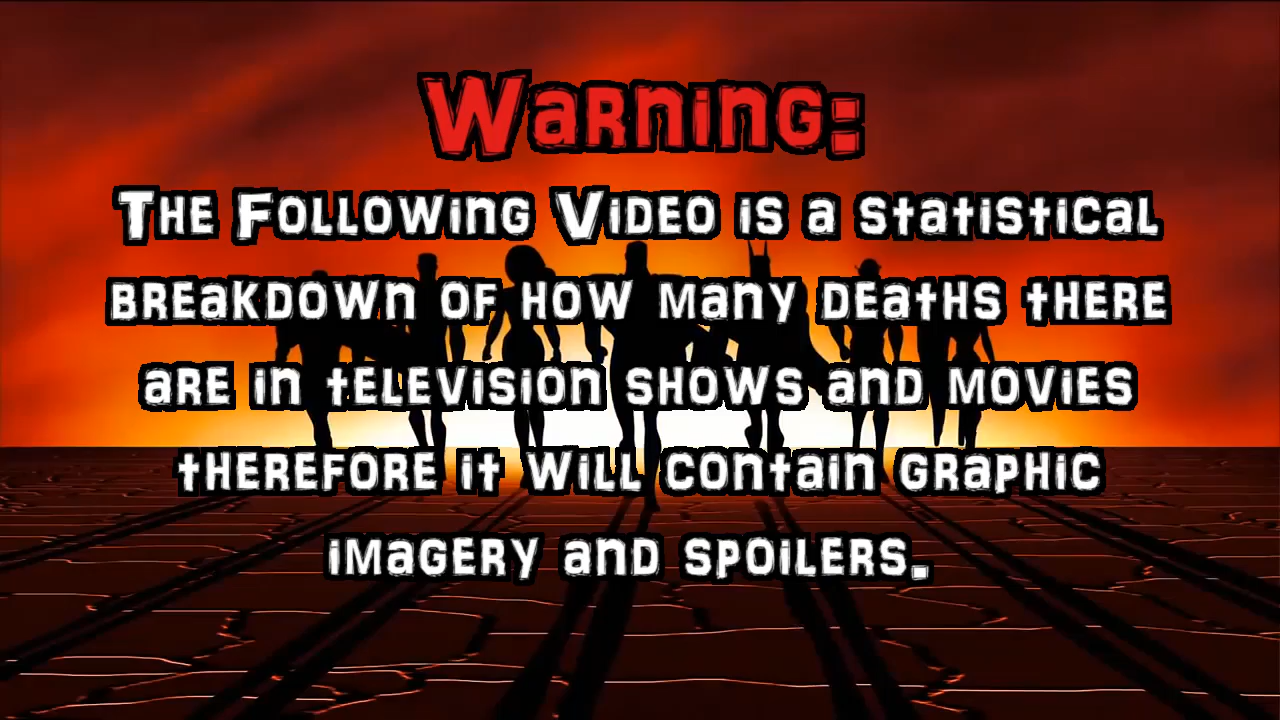 Warning:
The Following Video is a statistical
breakdown of how many deaths there
are in television shows and movies
therefore it will contain graphic
imagery and spoilers.